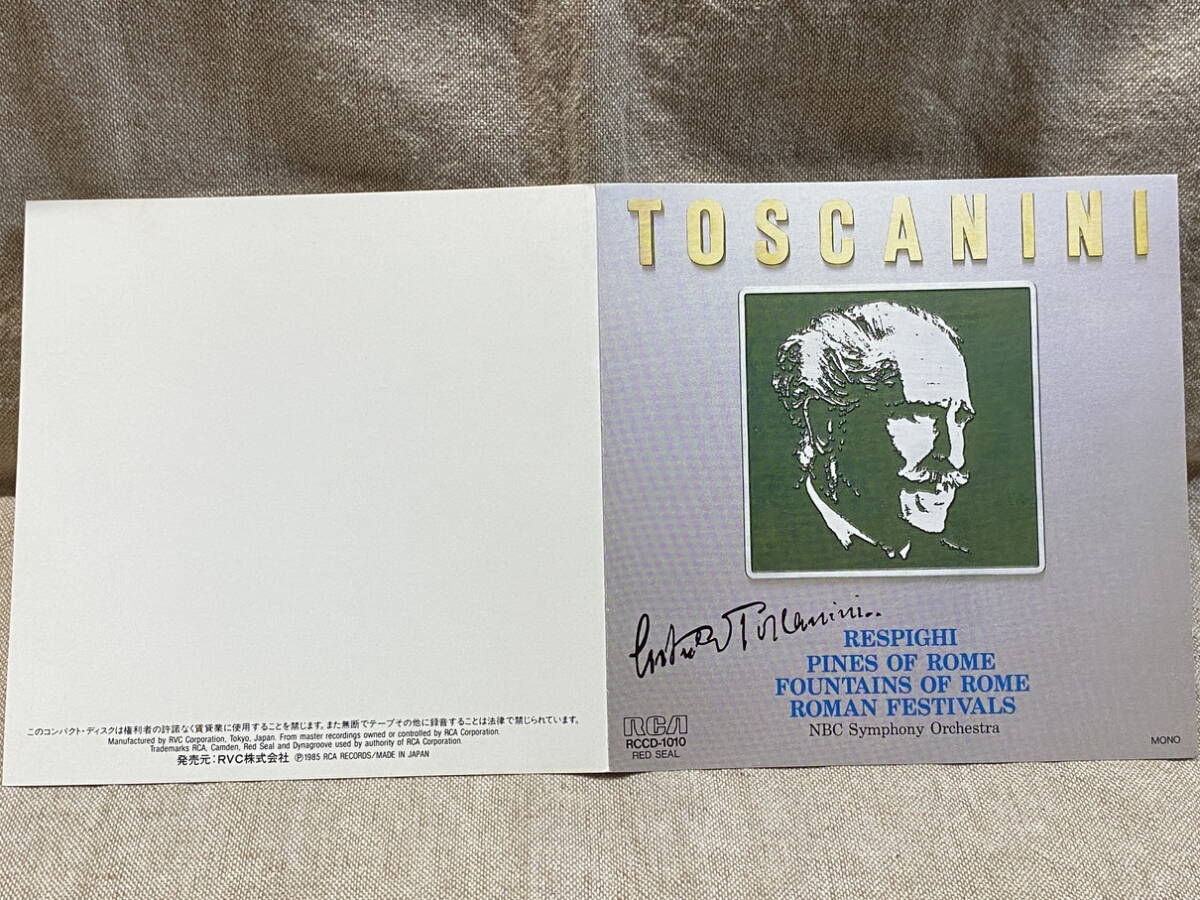 TOSCANINI
Arturo Toscanini
RESPIGHI
PINES OF ROME
FOUNTAINS OF ROME
ROMAN FESTIVALS
NBC Symphony Orchestra
RCA
RCCD-1010
RED SEAL
MONO
このコンパクト・ディスクは権利者の許諾なく賃貸業に使用することを禁じます。また無断でテープその他に録音することは法律で禁じられています。
Manufactured by RVC Corporation, Tokyo, Japan. From master recordings owned or controlled by RCA Corporation.
Trademarks RCA, Camden, Red Seal and Dynagroove used by authority of RCA Corporation.
発売元:RVC株式会社 ℗1985 RCA RECORDS/MADE IN JAPAN